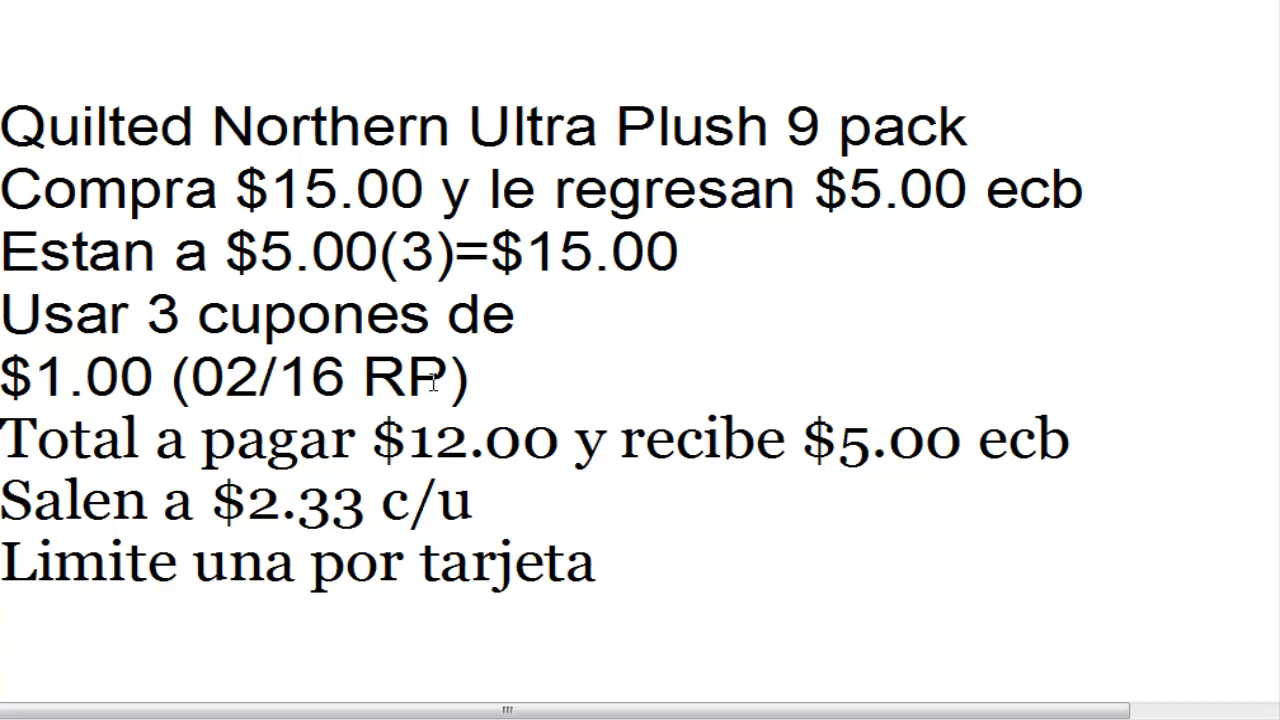 Quilted Northern Ultra Plush 9 pack
Compra $15.00 y le regresan $5.00 ecb
Estan a $5.00(3)=$15.00
Usar 3 cupones de
$1.00 (02/16 RP)
Total a pagar $12.00 y recibe $5.00 ecb
Salen a $2.33 c/u
Limite una por tarjeta